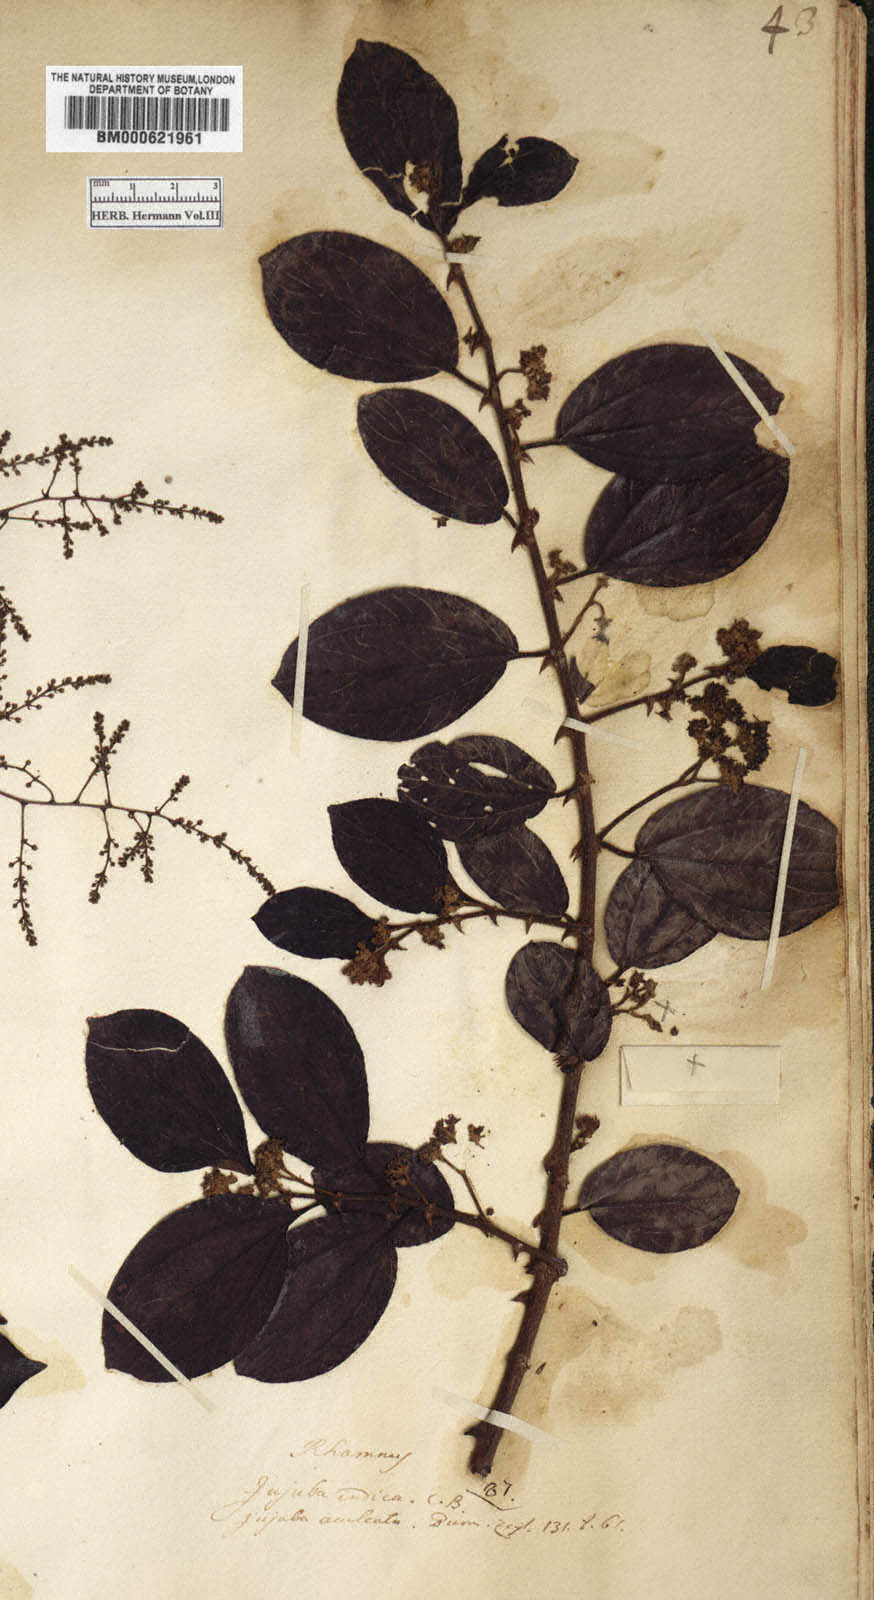 43
THE NATURAL HISTORY MUSEUM,LONDON
DEPARTMENT OF BOTANY
BM000621961
mm 1 2 3
HERB. Hermann Vol.III
+
+
Rhamnus
Jujuba indica. C.B. 87.
Jujuba aculeata. Burm. zeyl. 131. t. 61.